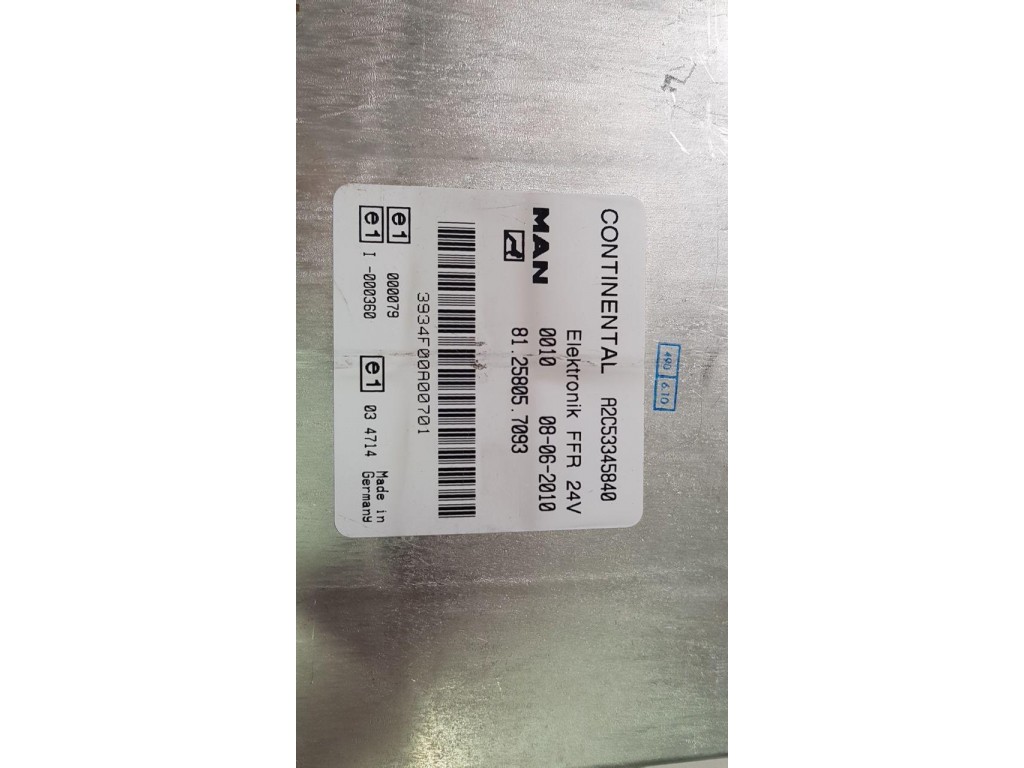 CONTINENTAL A2C53345840
Elektronik FFR 24V
MAN 0010 08-06-2010
81.25805.7093
3934F00A00701
e1 000079
e1 I -000360 e1 03 4714 Made in
Germany
490 6.10